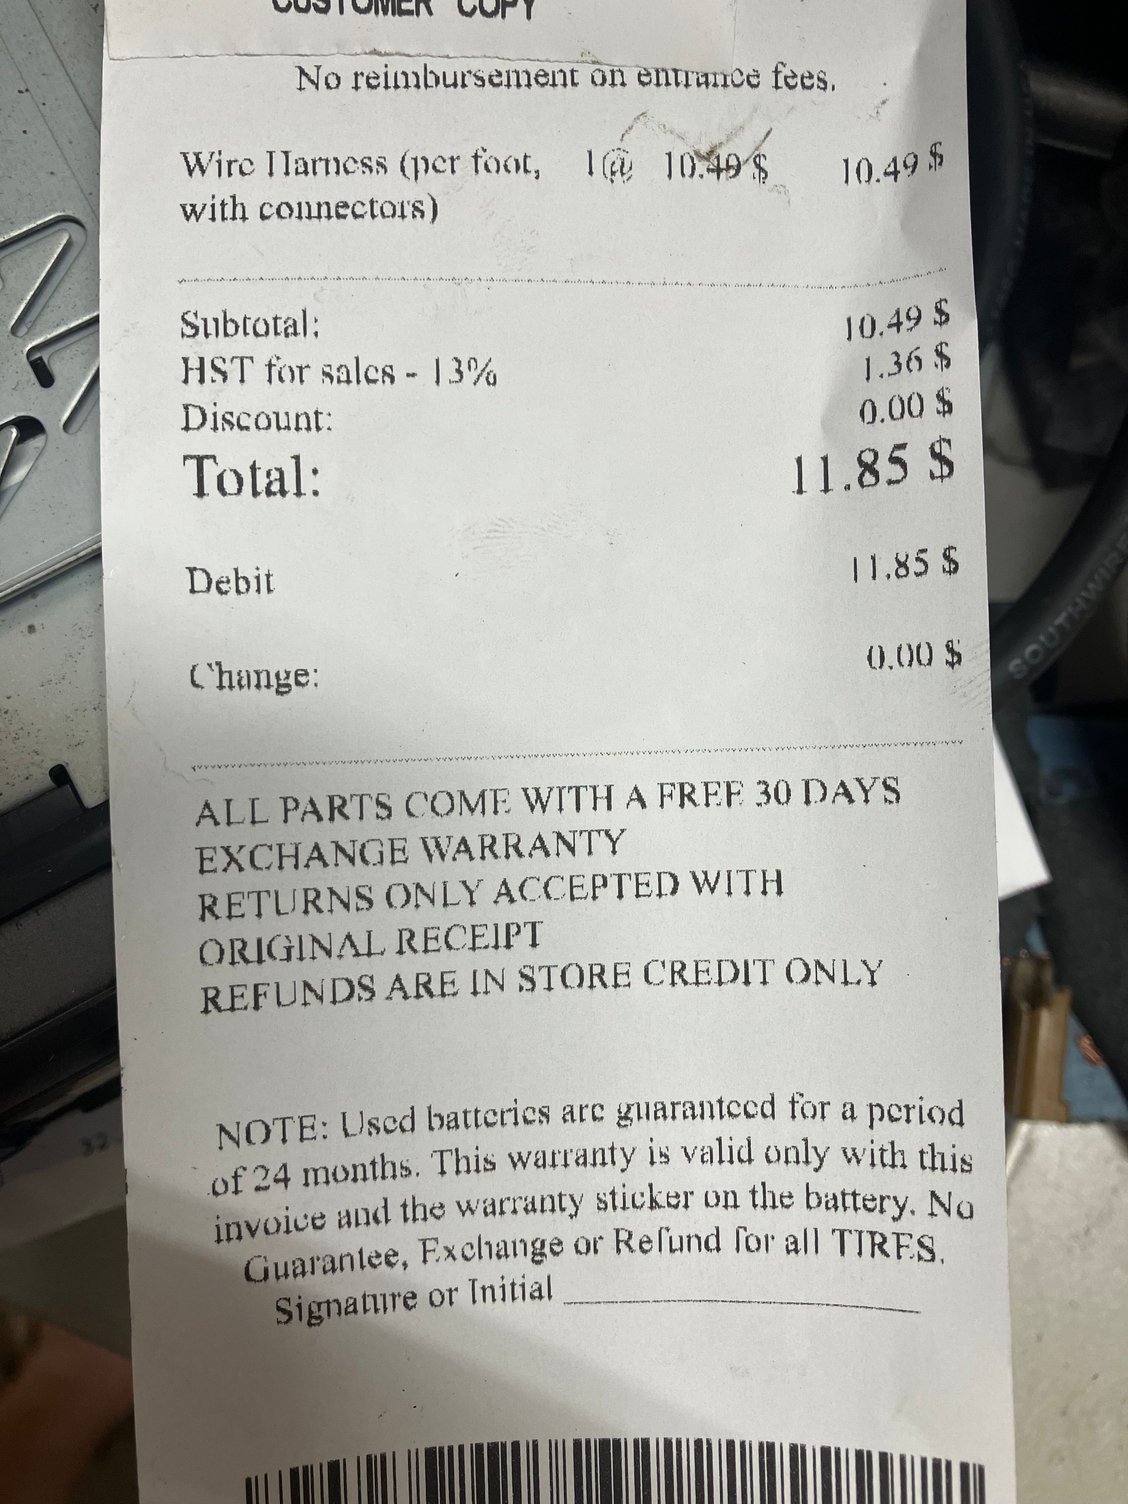 CUSTOMER COPY
No reimbursement on entrance fees.
Wire Harness (per foot, 1@ 10.49 $ 10.49 $
with connectors)
Subtotal: 10.49 $
HST for sales - 13% 1.36 $
Discount: 0.00 $
Total: 11.85 $
Debit 11.85 $
Change: 0.00 $
ALL PARTS COME WITH A FREE 30 DAYS
EXCHANGE WARRANTY
RETURNS ONLY ACCEPTED WITH
ORIGINAL RECEIPT
REFUNDS ARE IN STORE CREDIT ONLY
NOTE: Used batteries are guaranteed for a period
of 24 months. This warranty is valid only with this
invoice and the warranty sticker on the battery. No
Guarantee, Exchange or Refund for all TIRES.
Signature or Initial
SOUTHWIRE
32